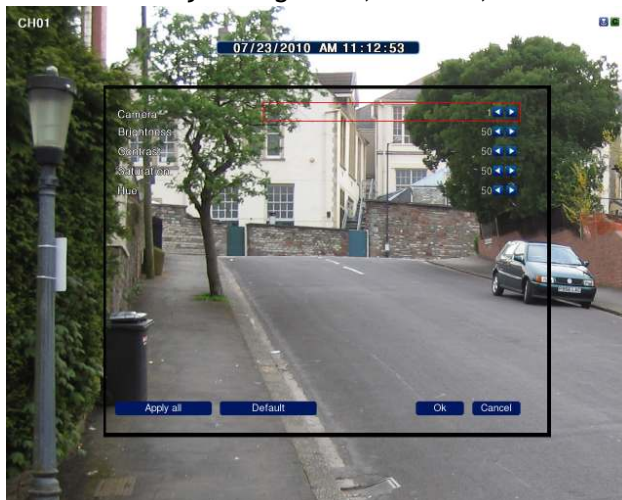 CH01
07/23/2010 AM 11:12:53
Camera 1
Brightness 50
Contrast 50
Saturation 50
Hue 50
Apply all Default Ok Cancel